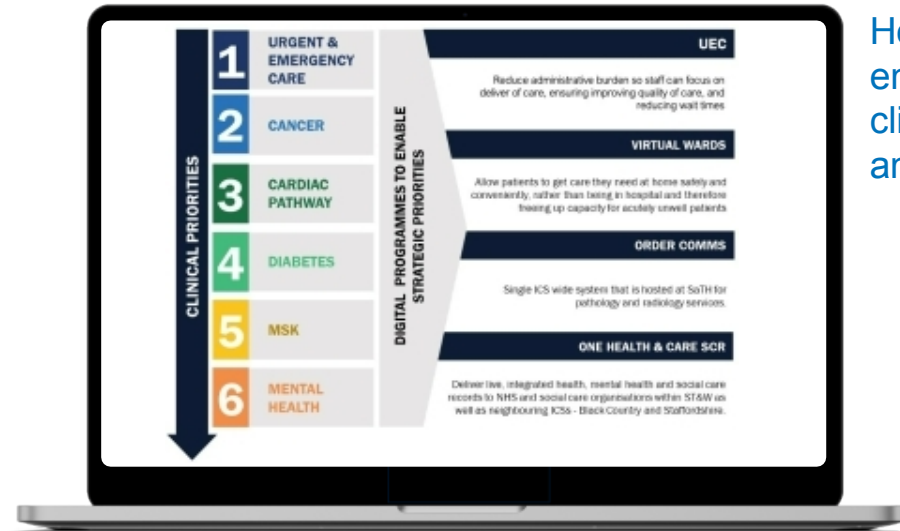 CLINICAL PRIORITIES
1
URGENT &
EMERGENCY
CARE
2
CANCER
3
CARDIAC
PATHWAY
4
DIABETES
5
MSK
6
MENTAL
HEALTH
DIGITAL PROGRAMMES TO ENABLE
STRATEGIC PRIORITIES
UEC
Reduce administrative burden so staff can focus on
deliver of care, ensuring improving quality of care, and
reducing wait times
VIRTUAL WARDS
Allow patients to get care they need at home safely and
conveniently, rather than being in hospital and therefore
freeing up capacity for acutely unwell patients
ORDER COMMS
Single ICS wide system that is hosted at SaTH for
pathology and radiology services.
ONE HEALTH & CARE SCR
Deliver live, integrated health, mental health and social care
records to NHS and social care organisations within ST&W as
well as neighbouring ICSs - Black Country and Staffordshire.